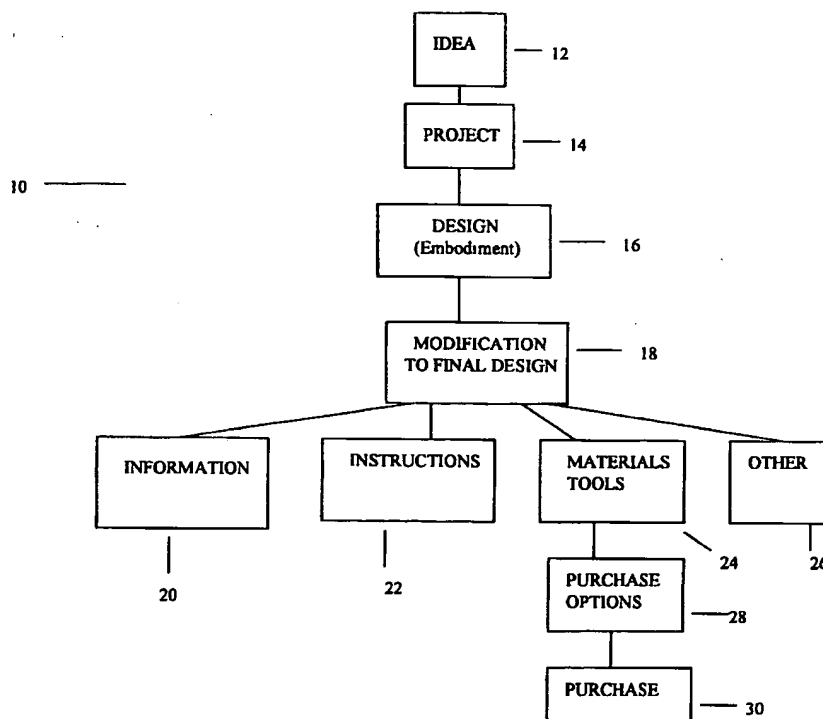 IDEA
12
PROJECT
14
DESIGN
(Embodiment)
16
MODIFICATION
TO FINAL DESIGN
18
INFORMATION
INSTRUCTIONS
MATERIALS
TOOLS
OTHER
20
22
24
26
PURCHASE
OPTIONS
28
PURCHASE
30